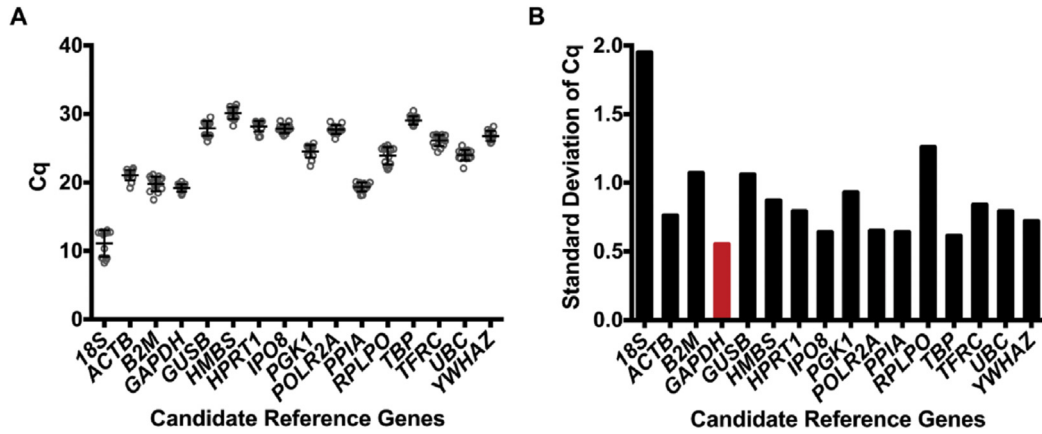 A
40
30
20
10
0
Cq
18S
ACTB
B2M
GAPDH
GUSB
HMBS
HPRT1
IPO8
PGK1
POLR2A
PPIA
RPLPO
TBP
TFRC
UBC
YWHAZ
Candidate Reference Genes
B
2.0
1.5
1.0
0.5
0.0
Standard Deviation of Cq
18S
ACTB
B2M
GAPDH
GUSB
HMBS
HPRT1
IPO8
PGK1
POLR2A
PPIA
RPLPO
TBP
TFRC
UBC
YWHAZ
Candidate Reference Genes